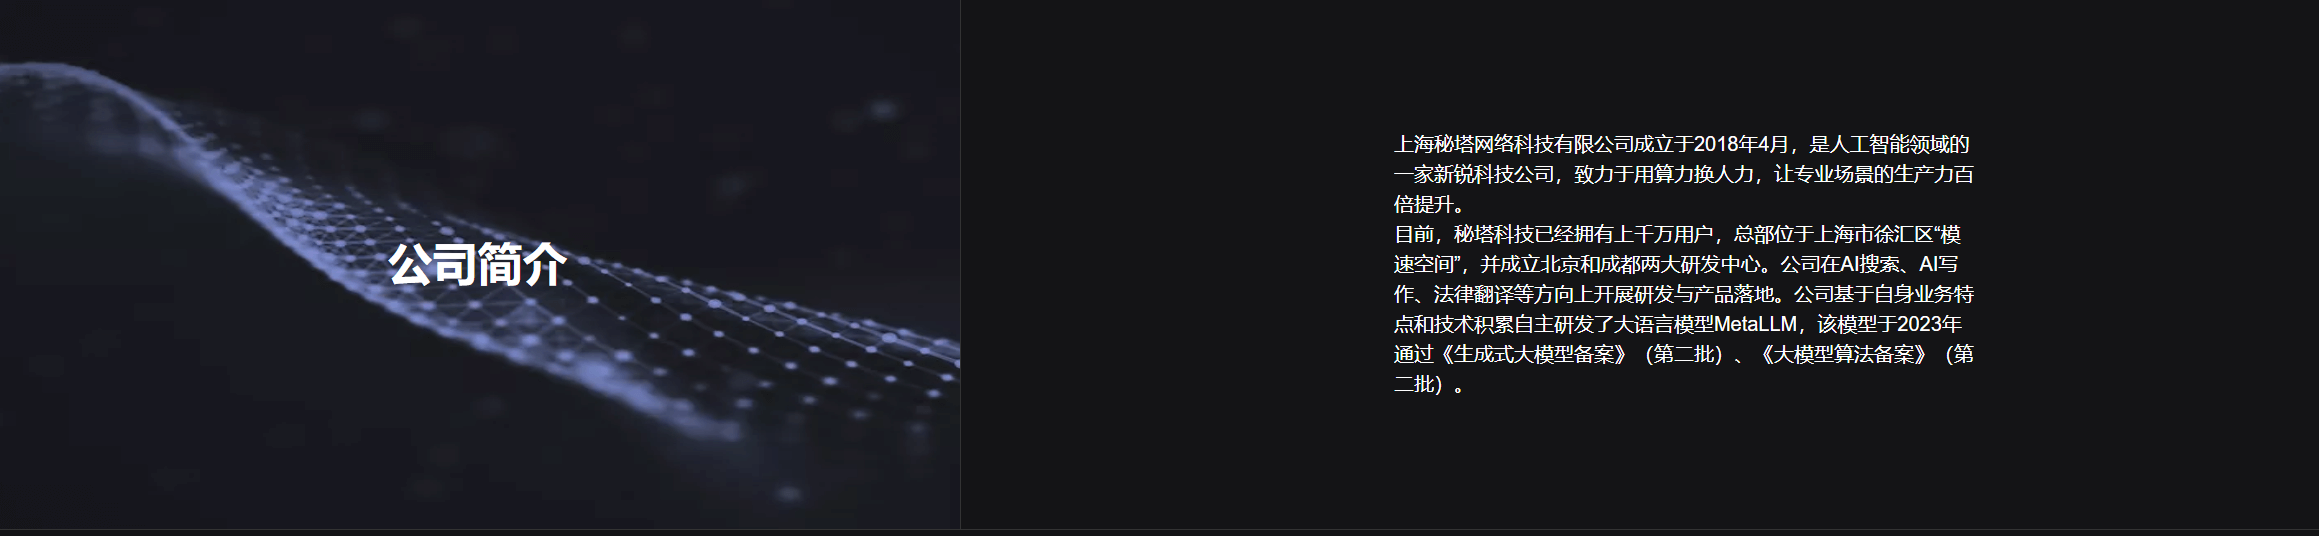 公司简介
上海秘塔网络科技有限公司成立于2018年4月，是人工智能领域的
一家新锐科技公司，致力于用算力换人力，让专业场景的生产力百
倍提升。
目前，秘塔科技已经拥有上千万用户，总部位于上海市徐汇区“模
速空间”，并成立北京和成都两大研发中心。公司在AI搜索、AI写
作、法律翻译等方向上开展研发与产品落地。公司基于自身业务特
点和技术积累自主研发了大语言模型MetaLLM，该模型于2023年
通过《生成式大模型备案》（第二批）、《大模型算法备案》（第
二批）。